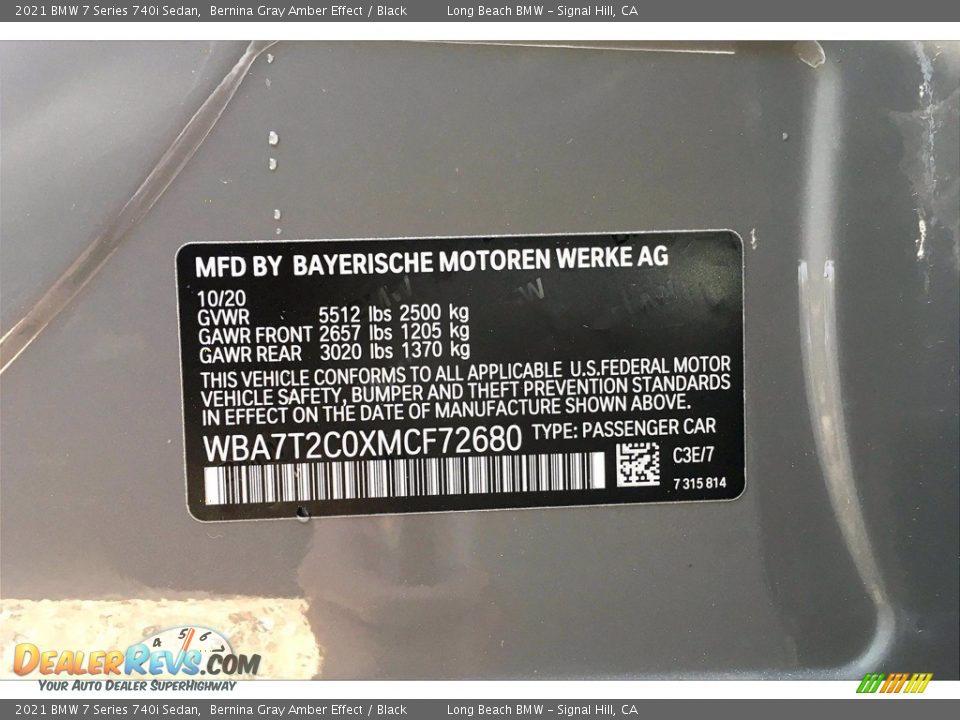 2021 BMW 7 Series 740i Sedan, Bernina Gray Amber Effect / Black Long Beach BMW – Signal Hill, CA
MFD BY BAYERISCHE MOTOREN WERKE AG
10/20
GVWR 5512 lbs 2500 kg
GAWR FRONT 2657 lbs 1205 kg
GAWR REAR 3020 lbs 1370 kg
THIS VEHICLE CONFORMS TO ALL APPLICABLE U.S.FEDERAL MOTOR
VEHICLE SAFETY, BUMPER AND THEFT PREVENTION STANDARDS
IN EFFECT ON THE DATE OF MANUFACTURE SHOWN ABOVE.
WBA7T2C0XMCF72680 TYPE: PASSENGER CAR
C3E/7
7 315 814
4 5 6 7
DEALERREVS.COM
YOUR AUTO DEALER SUPERHIGHWAY
2021 BMW 7 Series 740i Sedan, Bernina Gray Amber Effect / Black Long Beach BMW – Signal Hill, CA